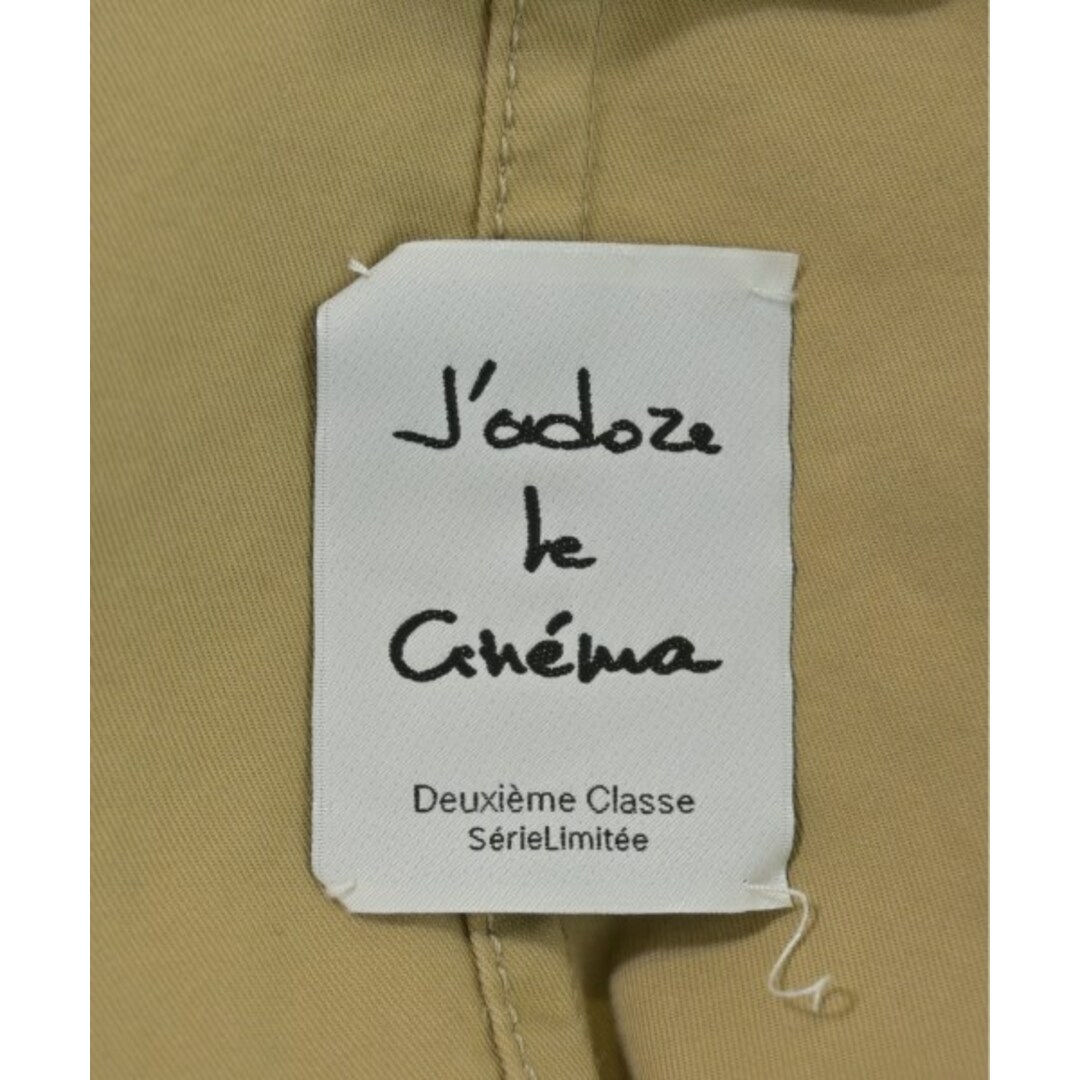 J'adore
le
Cinéma
Deuxième Classe
SérieLimitée